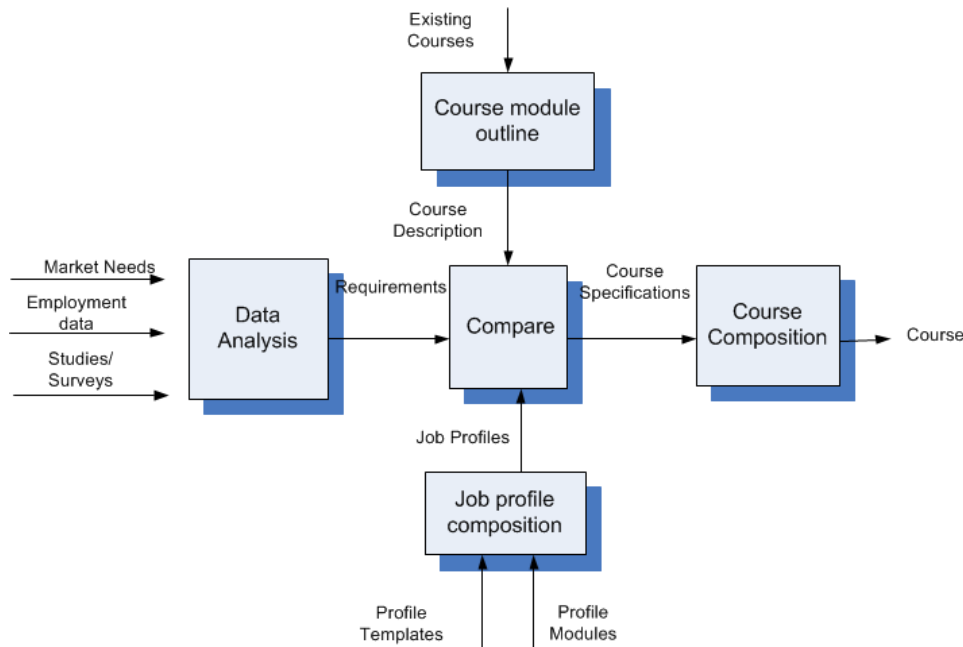 Existing
Courses
Course module
outline
Course
Description
Market Needs
Employment
data
Studies/
Surveys
Data
Analysis
Requirements
Compare
Course
Specifications
Course
Composition
Course
Job Profiles
Job profile
composition
Profile
Templates
Profile
Modules